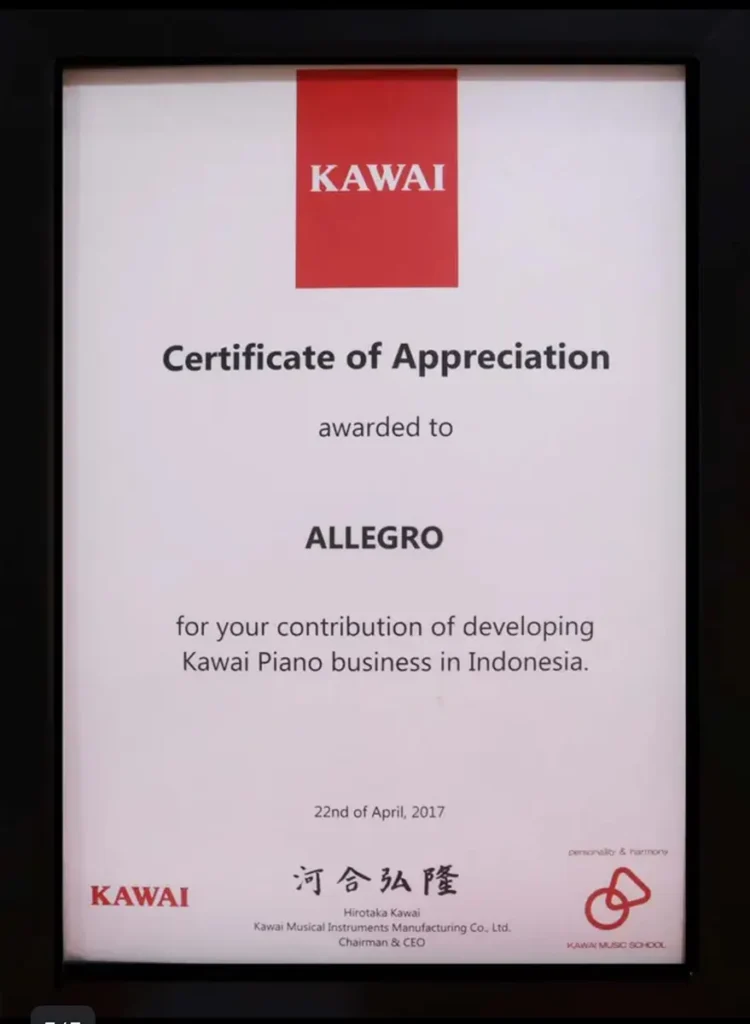 KAWAI
Certificate of Appreciation
awarded to
ALLEGRO
for your contribution of developing
Kawai Piano business in Indonesia.
22nd of April, 2017
personality & harmony
河合弘隆
KAWAI
Hirotaka Kawai
Kawai Musical Instruments Manufacturing Co., Ltd.
Chairman & CEO
KAWAI MUSIC SCHOOL